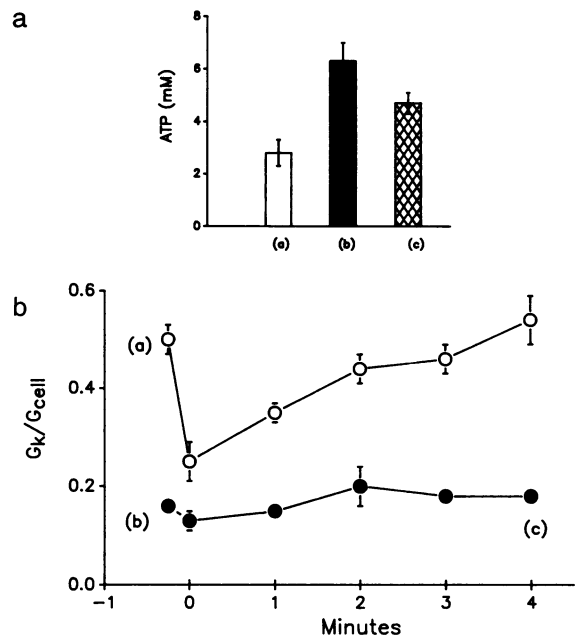 a
ATP (mM)
8
6
4
2
0
(a) (b) (c)
b
Gk/Gcell
0.6
0.4
0.2
0.0
(a)
(b)
(c)
−1 0 1 2 3 4
Minutes